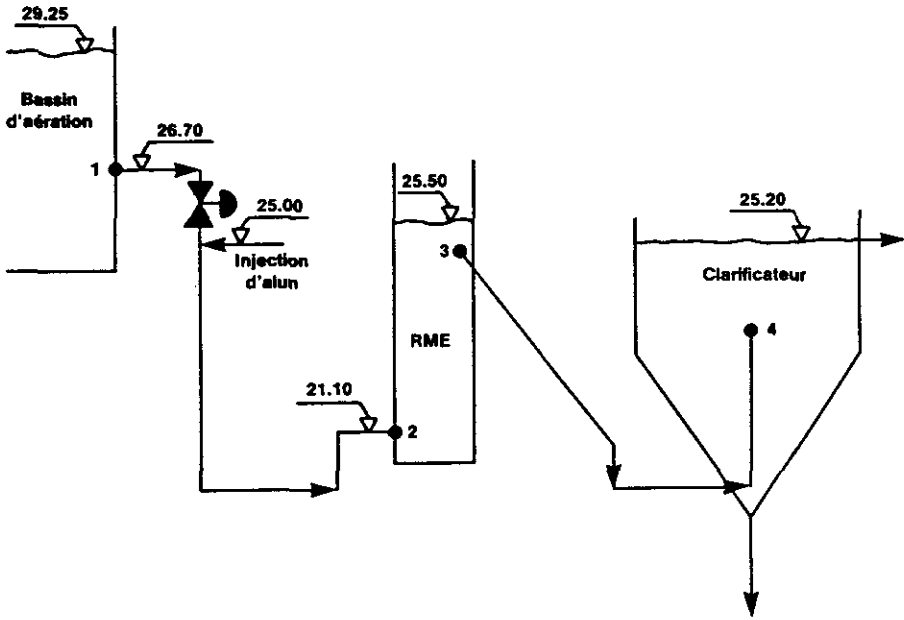 29.25
Bassin
d'aération
26.70
1
25.00
Injection
d'alun
25.50
3
RME
21.10
2
25.20
Clarificateur
4